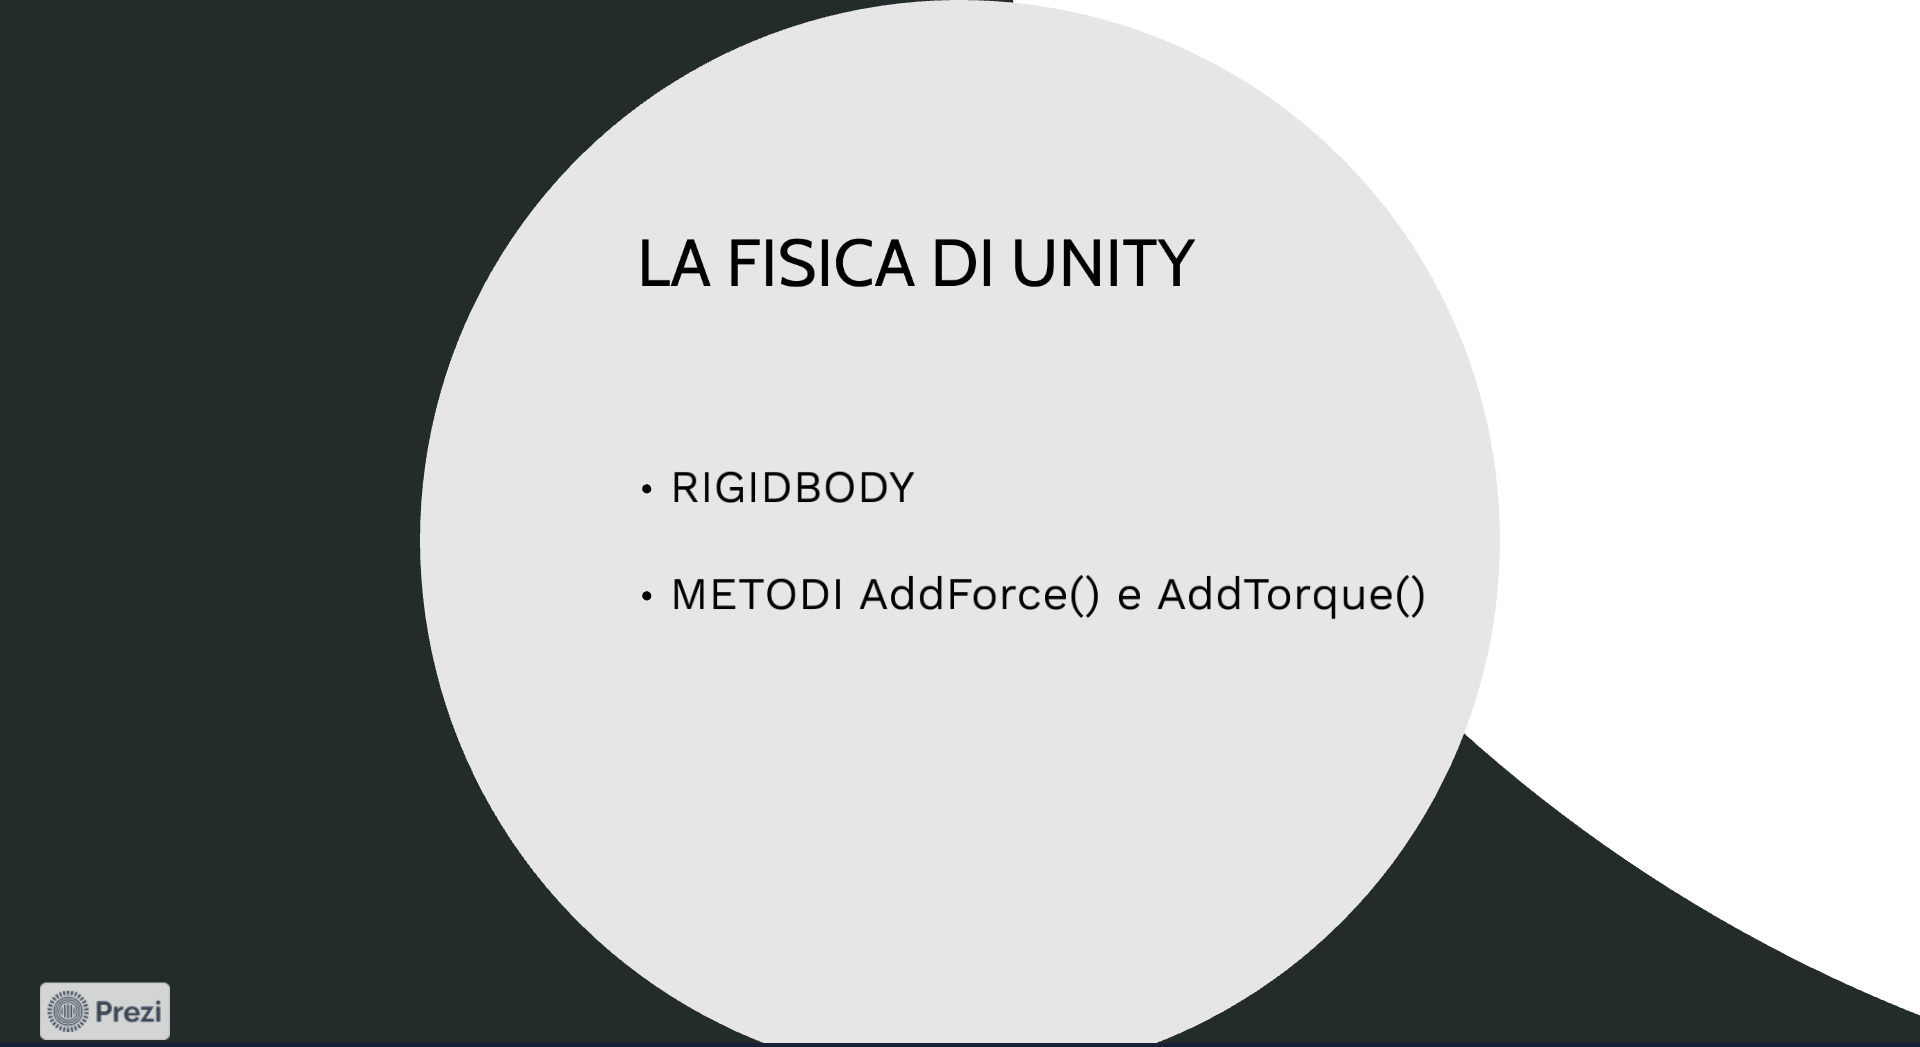 LA FISICA DI UNITY
• RIGIDBODY
• METODI AddForce() e AddTorque()
Prezi